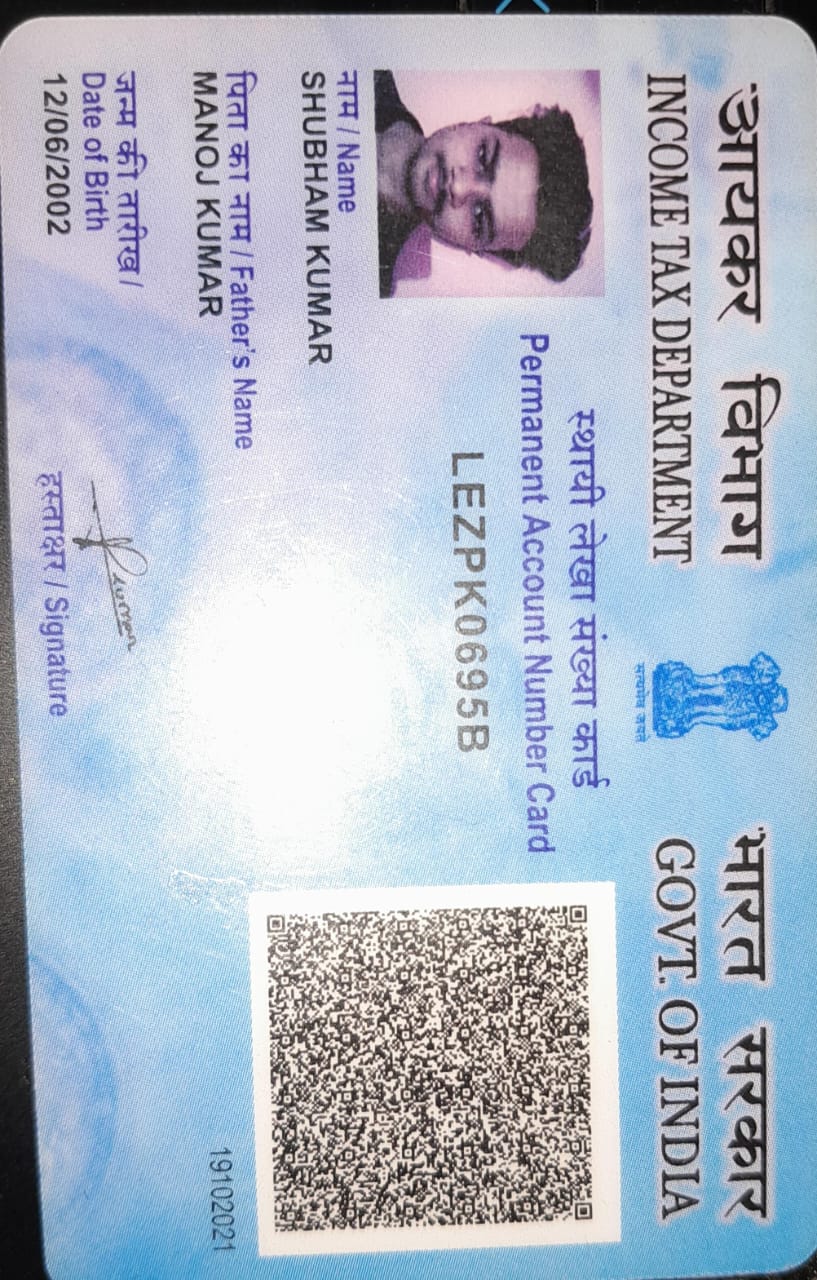 आयकर विभाग
INCOME TAX DEPARTMENT
सत्यमेव जयते
भारत सरकार
GOVT. OF INDIA
स्थायी लेखा संख्या कार्ड
Permanent Account Number Card
LEZPK0695B
नाम / Name
SHUBHAM KUMAR
पिता का नाम / Father's Name
MANOJ KUMAR
जन्म की तारीख /
Date of Birth
12/06/2002
हस्ताक्षर / Signature
19102021